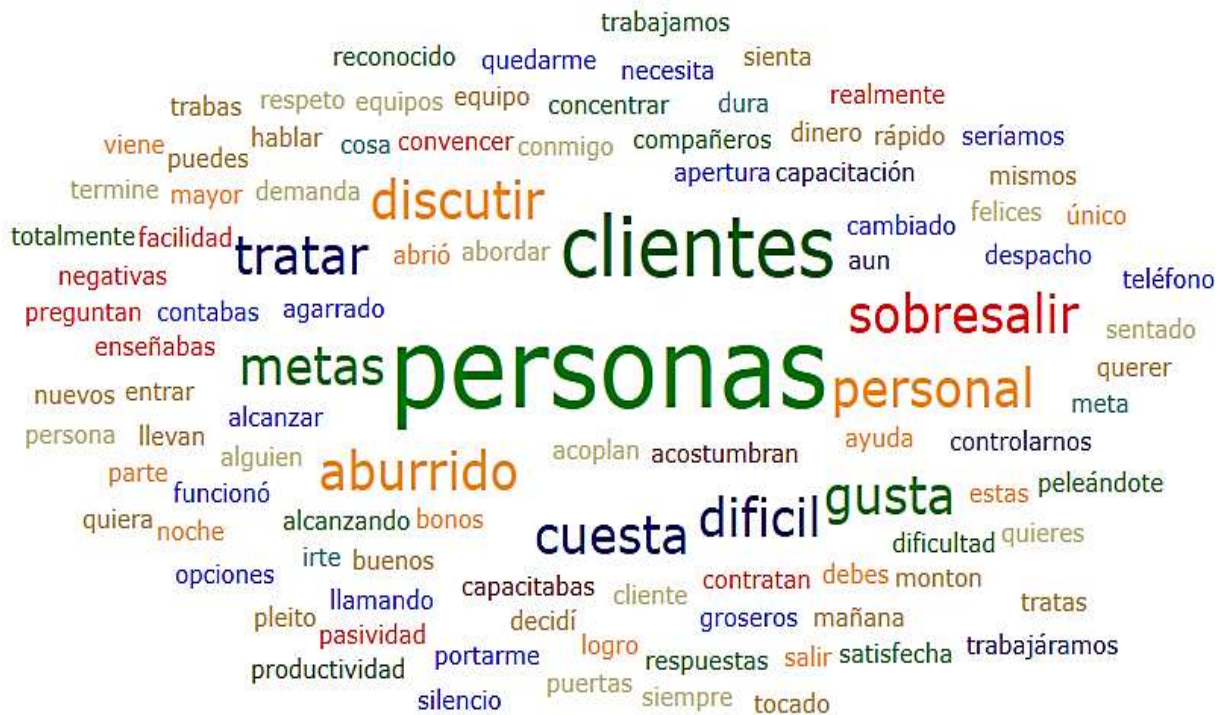 trabajamos
reconocido quedarme necesita sienta
trabas respeto equipos equipo concentrar dura realmente
viene puedes hablar cosa convencer conmigo compañeros dinero rápido seríamos
termine mayor demanda discutir apertura capacitación mismos
totalmente facilidad tratar abrió abordar clientes cambiado felices único
negativas aun despacho teléfono
preguntan contabas agarrado sobresalir sentado
enseñabas metas personas personal querer
nuevos entrar alcanzar meta
persona llevan alguien aburrido acoplan acostumbran ayuda controlarnos
parte funcionó gusta estas peleándote
quiera noche alcanzando bonos cuesta dificil dificultad quieres
opciones irte buenos capacitabas cliente contratan debes monton
pleito llamando decidí groseros mañana tratas
pasividad logro respuestas salir satisfecha trabajáramos
productividad portarme puertas siempre tocado
silencio